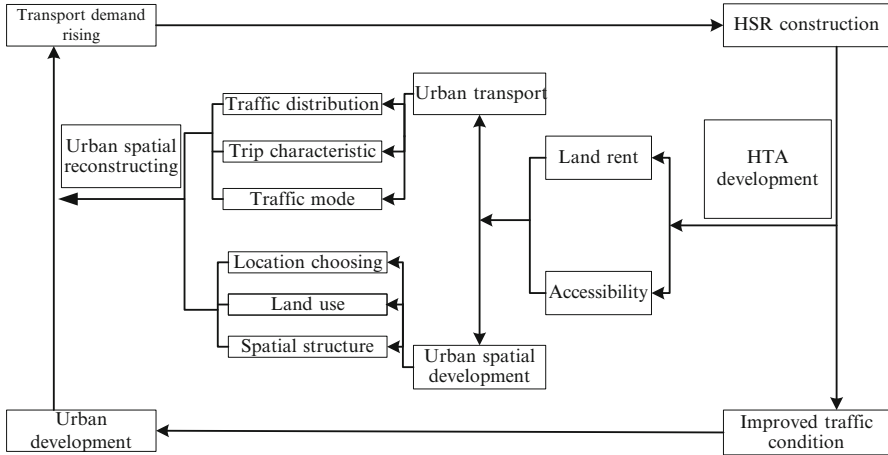 Transport demand
rising
HSR construction
Traffic distribution
Urban transport
Urban spatial
reconstructing
Trip characteristic
Land rent
HTA
development
Traffic mode
Location choosing
Land use
Accessibility
Spatial structure
Urban spatial
development
Urban
development
Improved traffic
condition